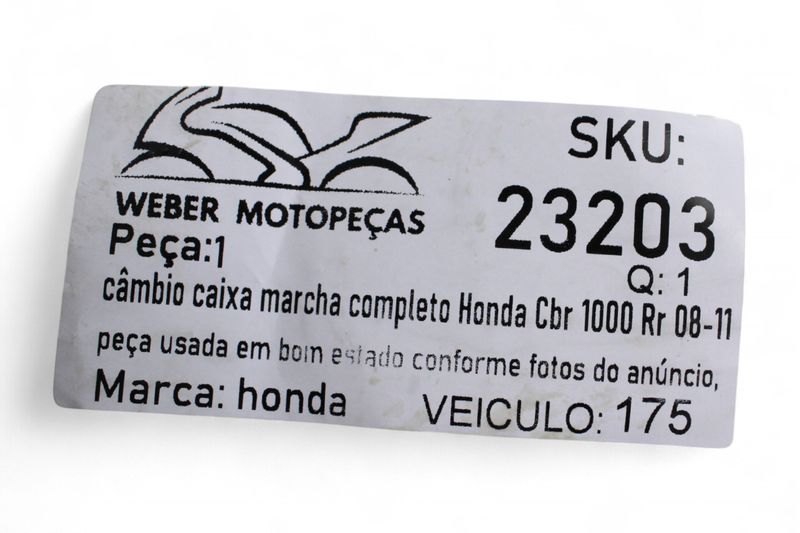 WEBER MOTOPEÇAS
SKU:
23203
Peça:1
Q: 1
câmbio caixa marcha completo Honda Cbr 1000 Rr 08-11
peça usada em bom estado conforme fotos do anúncio,
Marca: honda
VEICULO: 175